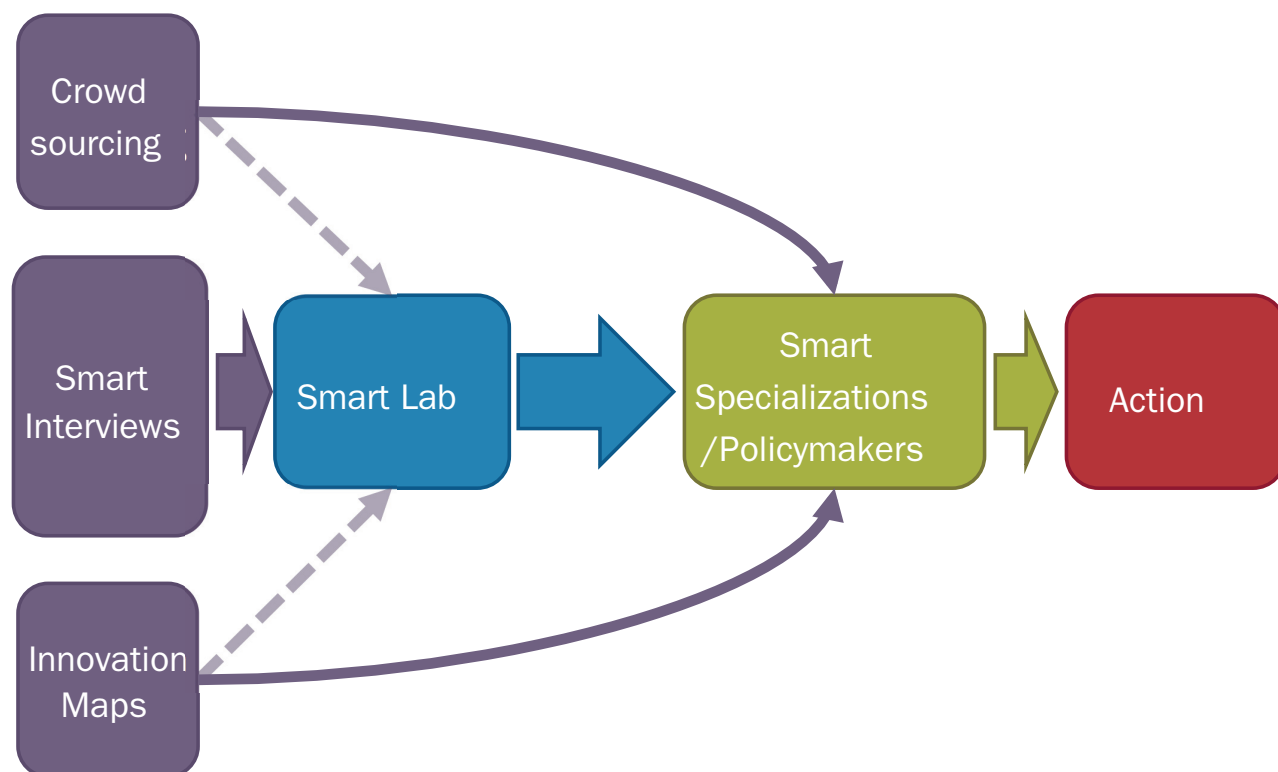 Crowd
sourcing
Smart
Interviews
Innovation
Maps
Smart Lab
Smart
Specializations
/Policymakers
Action